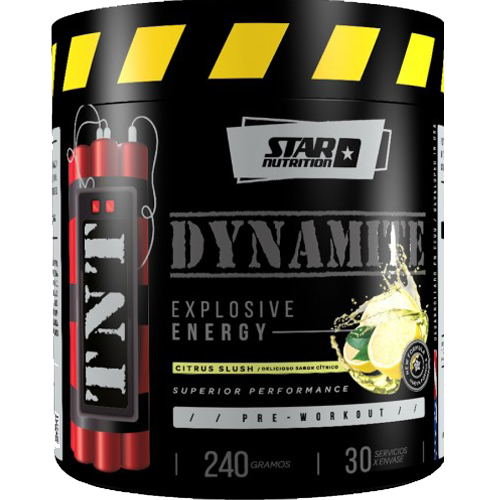 STAR
NUTRITION
TNT
DYNAMITE
EXPLOSIVE
ENERGY
CITRUS SLUSH / DELICIOSO SABOR CÍTRICO
SUPERIOR PERFORMANCE
/ / PRE-WORKOUT / /
240 GRAMOS
30 SERVICIOS
X ENVASE